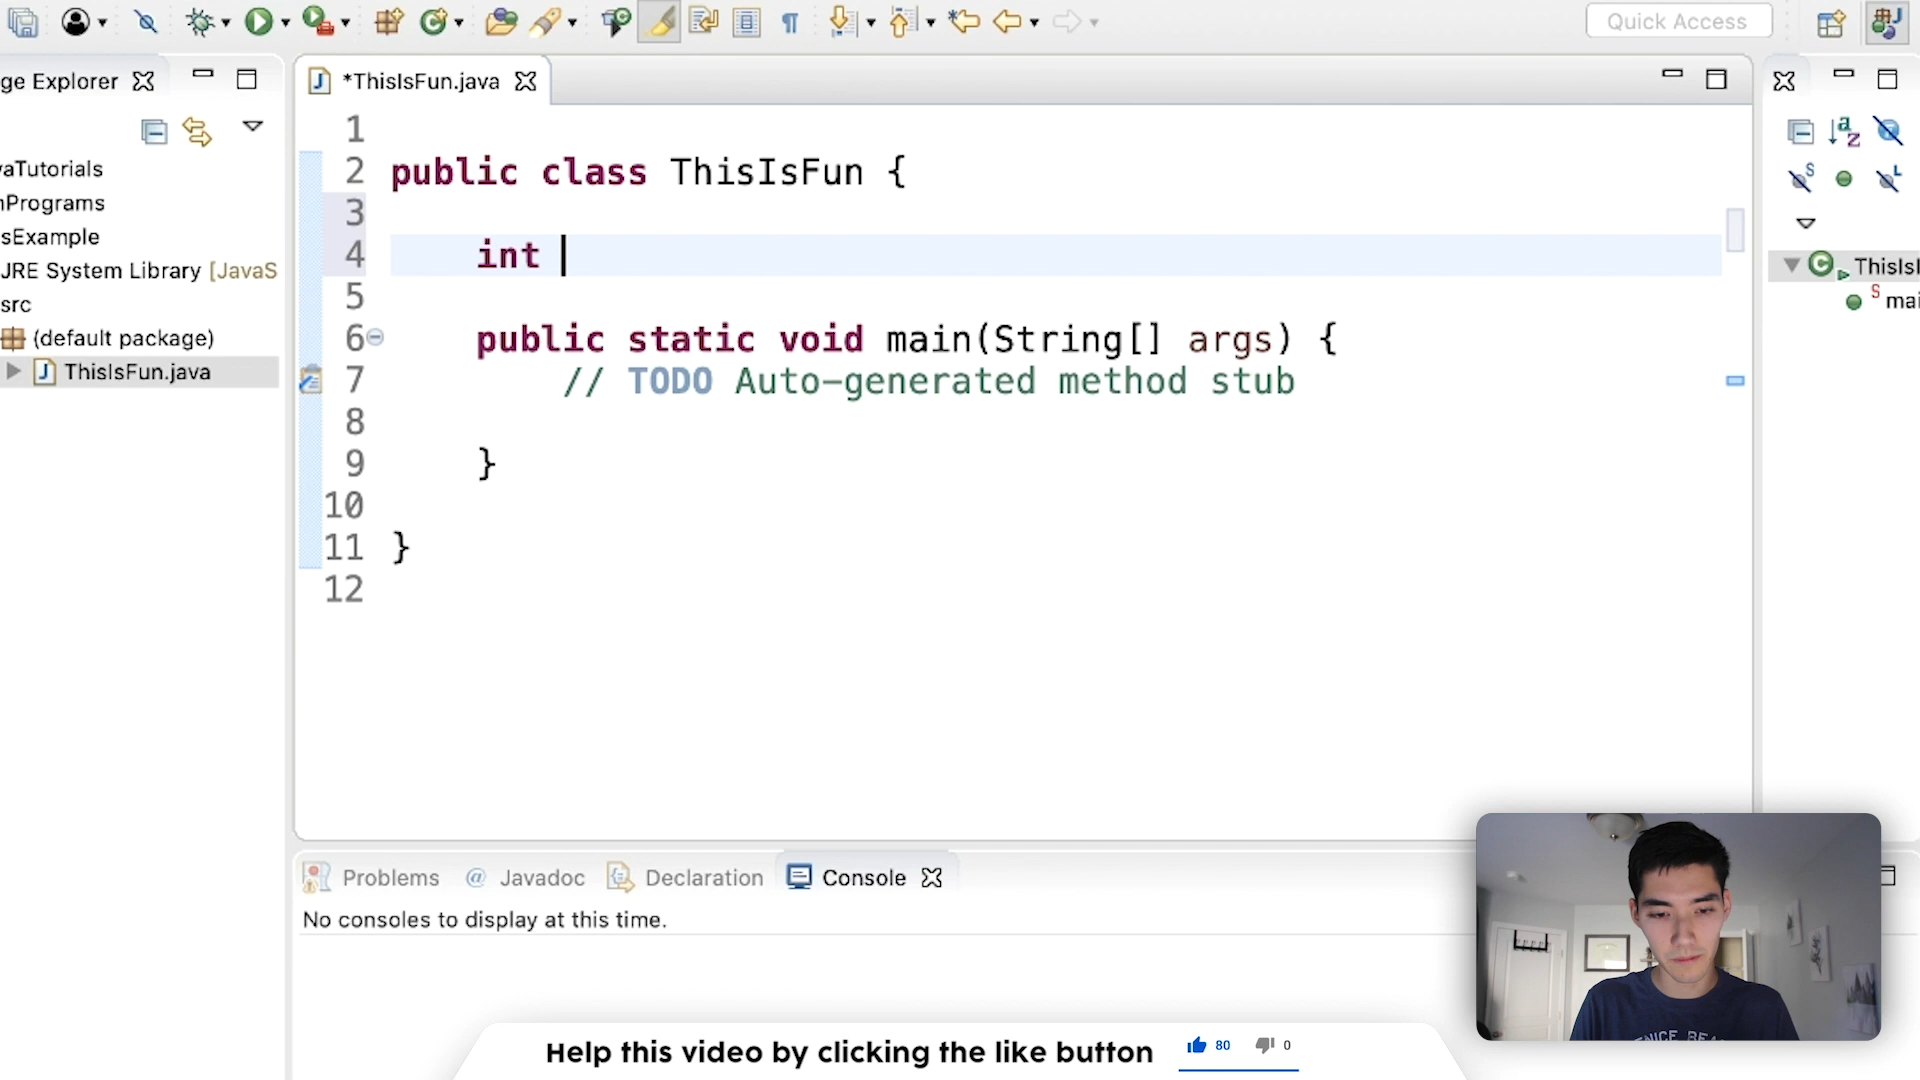 Quick Access
ge Explorer
*ThisIsFun.java
vaTutorials
nPrograms
sExample
JRE System Library [JavaS
src
(default package)
ThisIsFun.java
1
2 public class ThisIsFun {
3
4 int
5
6 public static void main(String[] args) {
7 // TODO Auto-generated method stub
8
9 }
10
11 }
12
ThisIsI
mai
Problems @ Javadoc Declaration Console
No consoles to display at this time.
Help this video by clicking the like button 80 0